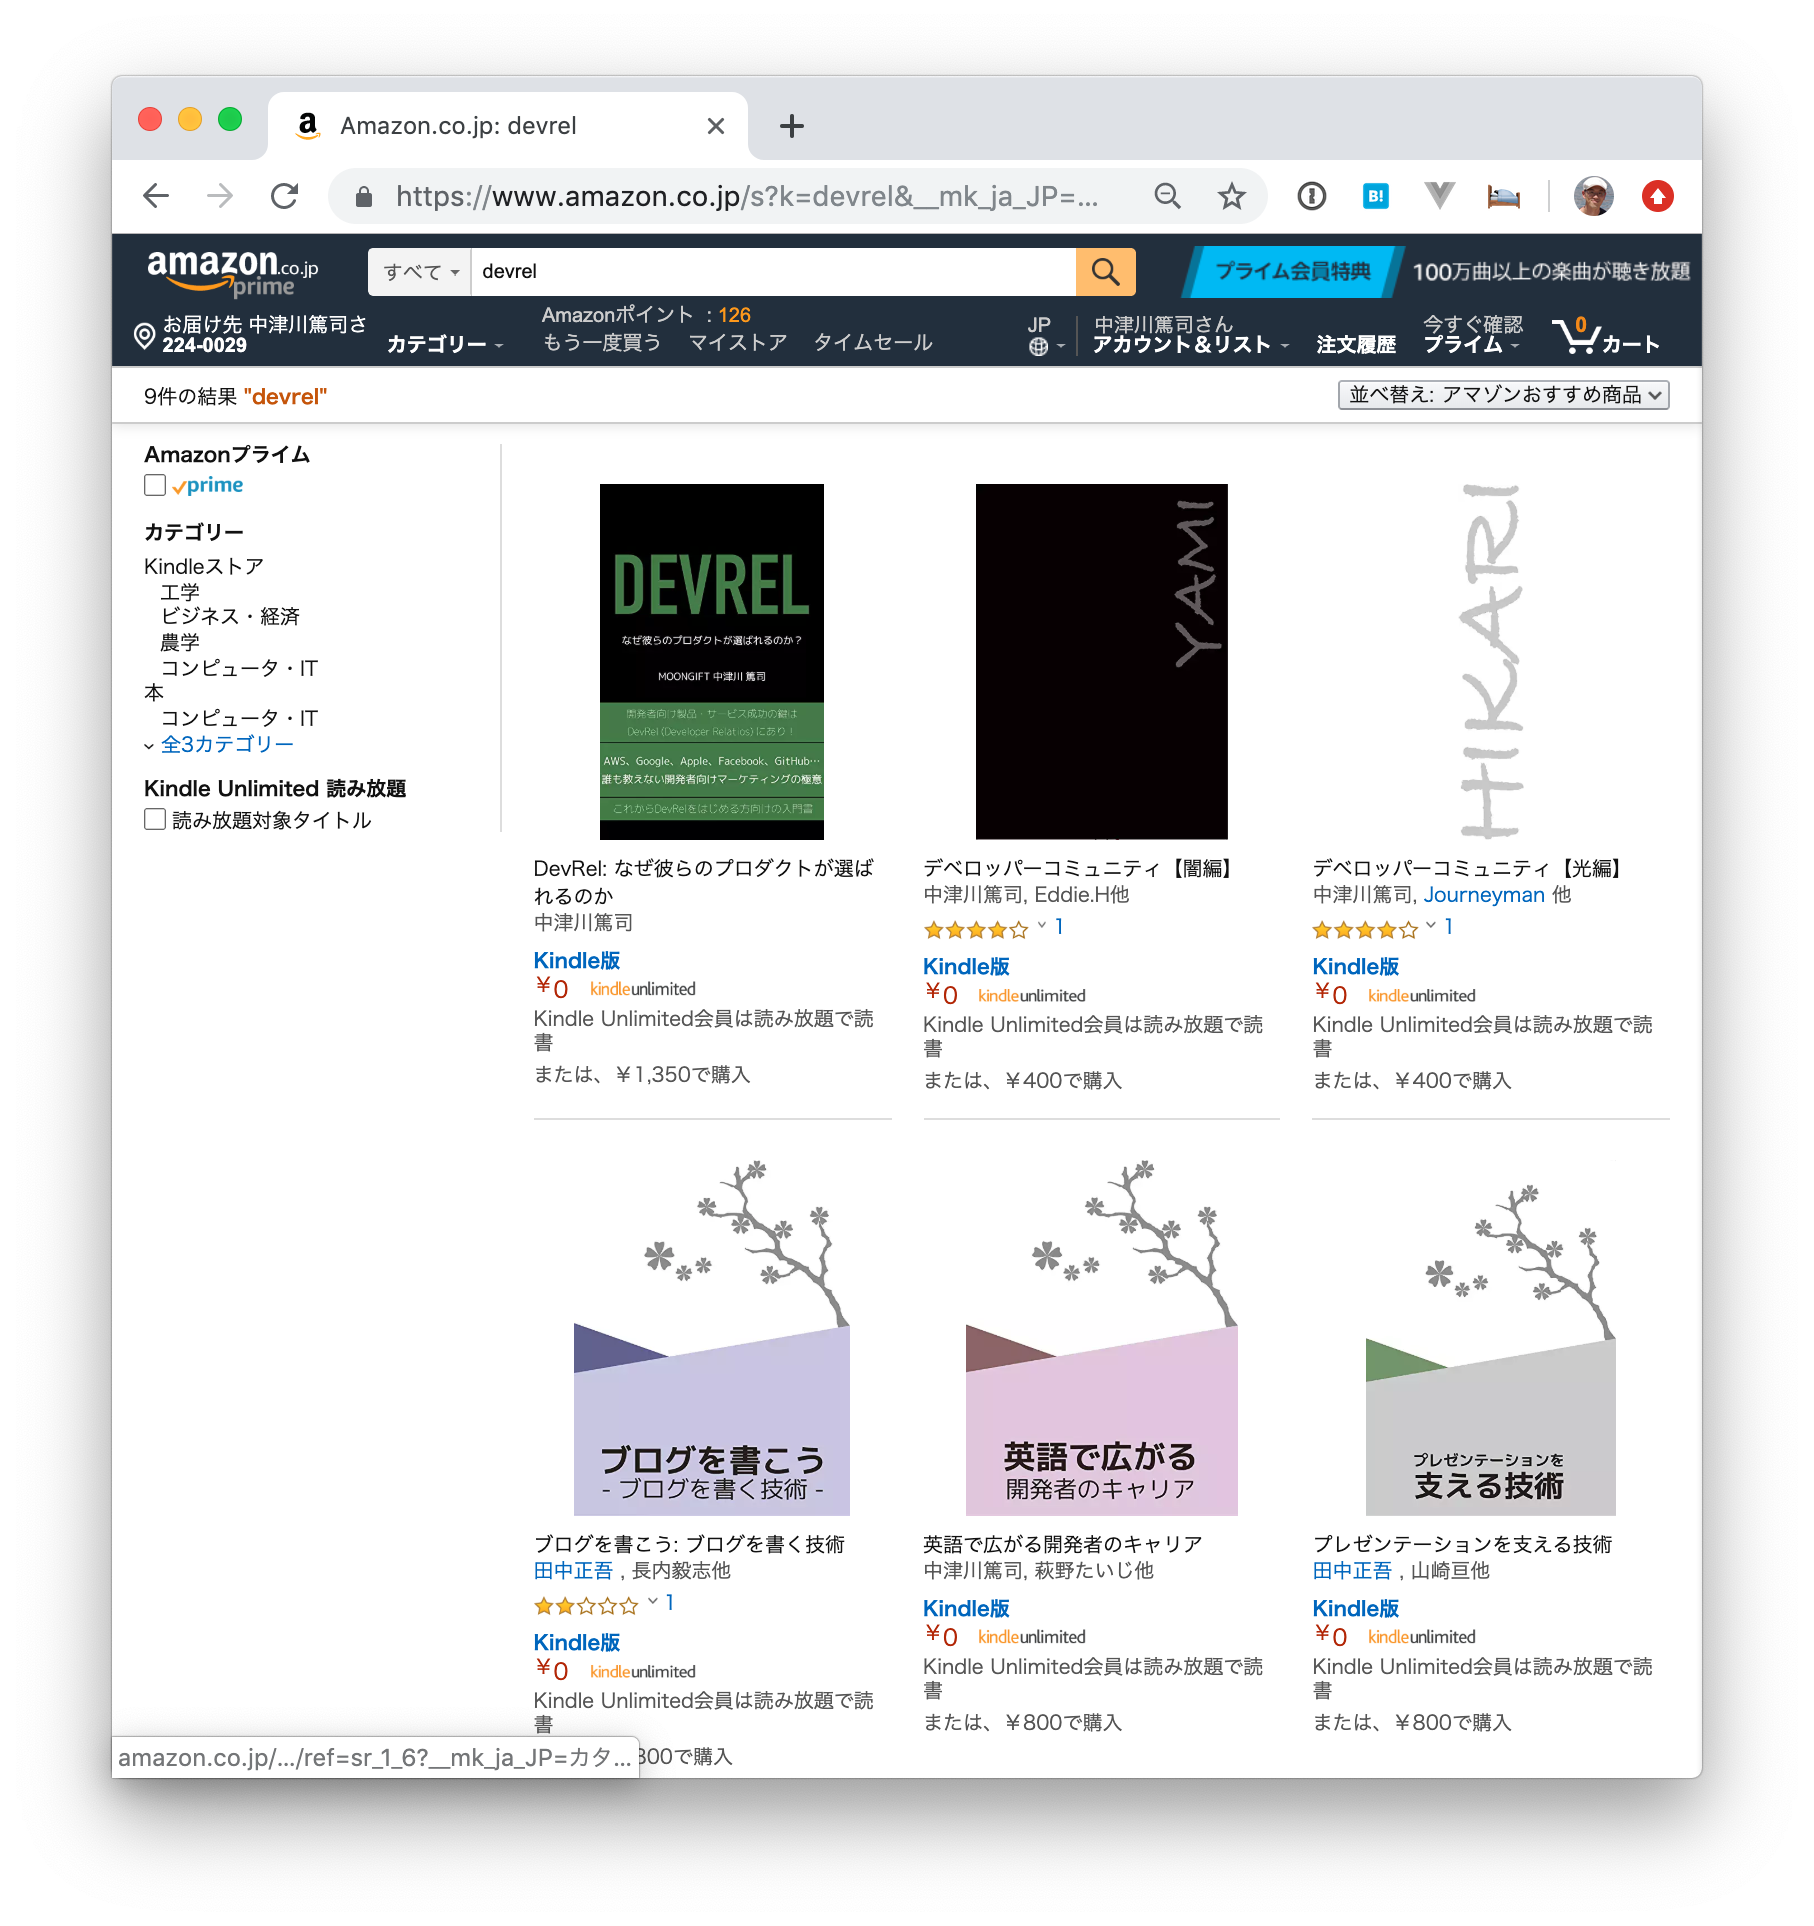 Amazon.co.jp: devrel
https://www.amazon.co.jp/s?k=devrel&__mk_ja_JP=...
B!
amazon.co.jp
prime
すべて
devrel
プライム会員特典 100万曲以上の楽曲が聴き放題
お届け先 中津川篤司さ
224-0029
カテゴリー
Amazonポイント : 126
もう一度買う マイストア タイムセール
JP
中津川篤司さん
アカウント＆リスト
注文履歴
今すぐ確認
プライム
0
カート
9件の結果 "devrel"
並べ替え: アマゾンおすすめ商品
Amazonプライム
prime
カテゴリー
Kindleストア
工学
ビジネス・経済
農学
コンピュータ・IT
本
コンピュータ・IT
全3カテゴリー
Kindle Unlimited 読み放題
読み放題対象タイトル
DEVREL
なぜ彼らのプロダクトが選ばれるのか？
MOONGIFT 中津川 篤司
開発者向け製品・サービス成功の鍵は
DevRel (Developer Relatios) にあり！
AWS、Google、Apple、Facebook、GitHub…
誰も教えない開発者向けマーケティングの極意
これからDevRelをはじめる方向けの入門書
DevRel: なぜ彼らのプロダクトが選ば
れるのか
中津川篤司
Kindle版
¥0 kindleunlimited
Kindle Unlimited会員は読み放題で読
書
または、￥1,350で購入
YAMI
デベロッパーコミュニティ【闇編】
中津川篤司, Eddie.H他
1
Kindle版
¥0 kindleunlimited
Kindle Unlimited会員は読み放題で読
書
または、￥400で購入
HIKARI
デベロッパーコミュニティ【光編】
中津川篤司, Journeyman 他
1
Kindle版
¥0 kindleunlimited
Kindle Unlimited会員は読み放題で読
書
または、￥400で購入
ブログを書こう
- ブログを書く技術 -
ブログを書こう: ブログを書く技術
田中正吾 , 長内毅志他
1
Kindle版
¥0 kindleunlimited
Kindle Unlimited会員は読み放題で読
書
00で購入
英語で広がる
開発者のキャリア
英語で広がる開発者のキャリア
中津川篤司, 萩野たいじ他
Kindle版
¥0 kindleunlimited
Kindle Unlimited会員は読み放題で読
書
または、￥800で購入
プレゼンテーションを
支える技術
プレゼンテーションを支える技術
田中正吾 , 山崎亘他
Kindle版
¥0 kindleunlimited
Kindle Unlimited会員は読み放題で読
書
または、￥800で購入
amazon.co.jp/.../ref=sr_1_6?__mk_ja_JP=カタ...